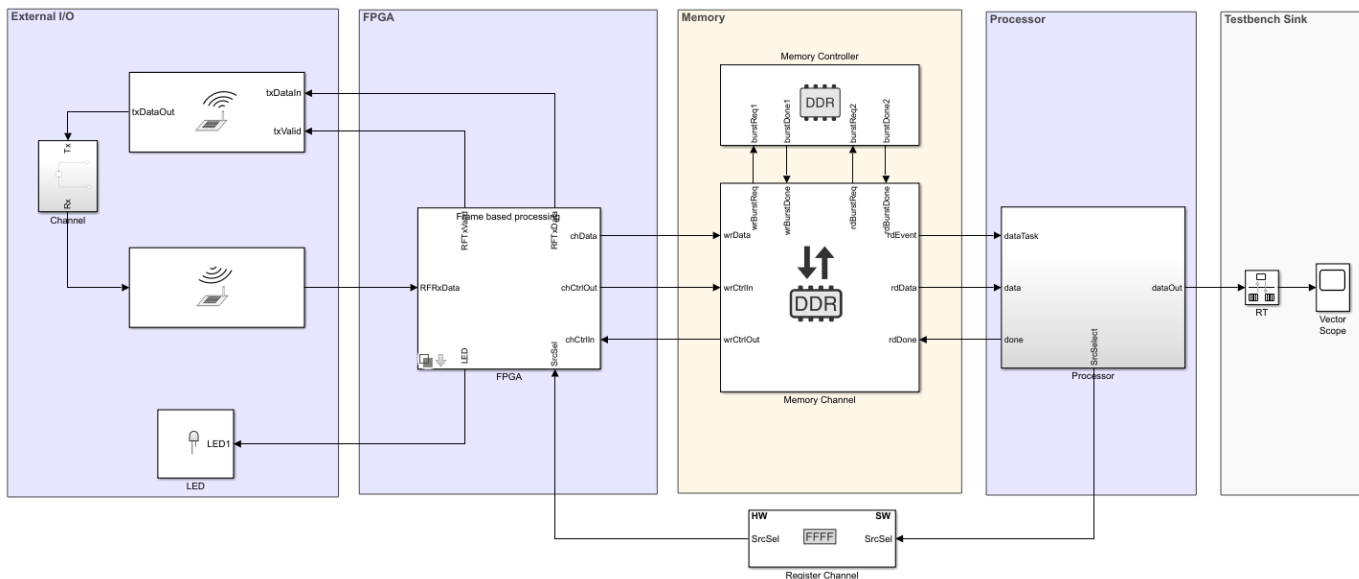 External I/O
FPGA
Memory
Processor
Testbench Sink
txDataIn
txDataOut
txValid
Tx
Rx
Channel
LED1
LED
Frame based processing
RFTxValid
RFTxData
RFRxData
chData
chCtrlOut
chCtrlIn
LED
SrcSel
FPGA
Memory Controller
DDR
burstReq1
burstDone1
burstReq2
burstDone2
wrBurstReq
wrBurstDone
rdBurstReq
rdBurstDone
wrData
rdEvent
wrCtrlIn
DDR
rdData
wrCtrlOut
rdDone
Memory Channel
dataTask
data
dataOut
done
SrcSelect
Processor
RT
Vector
Scope
HW
SW
SrcSel
FFFF
SrcSel
Register Channel